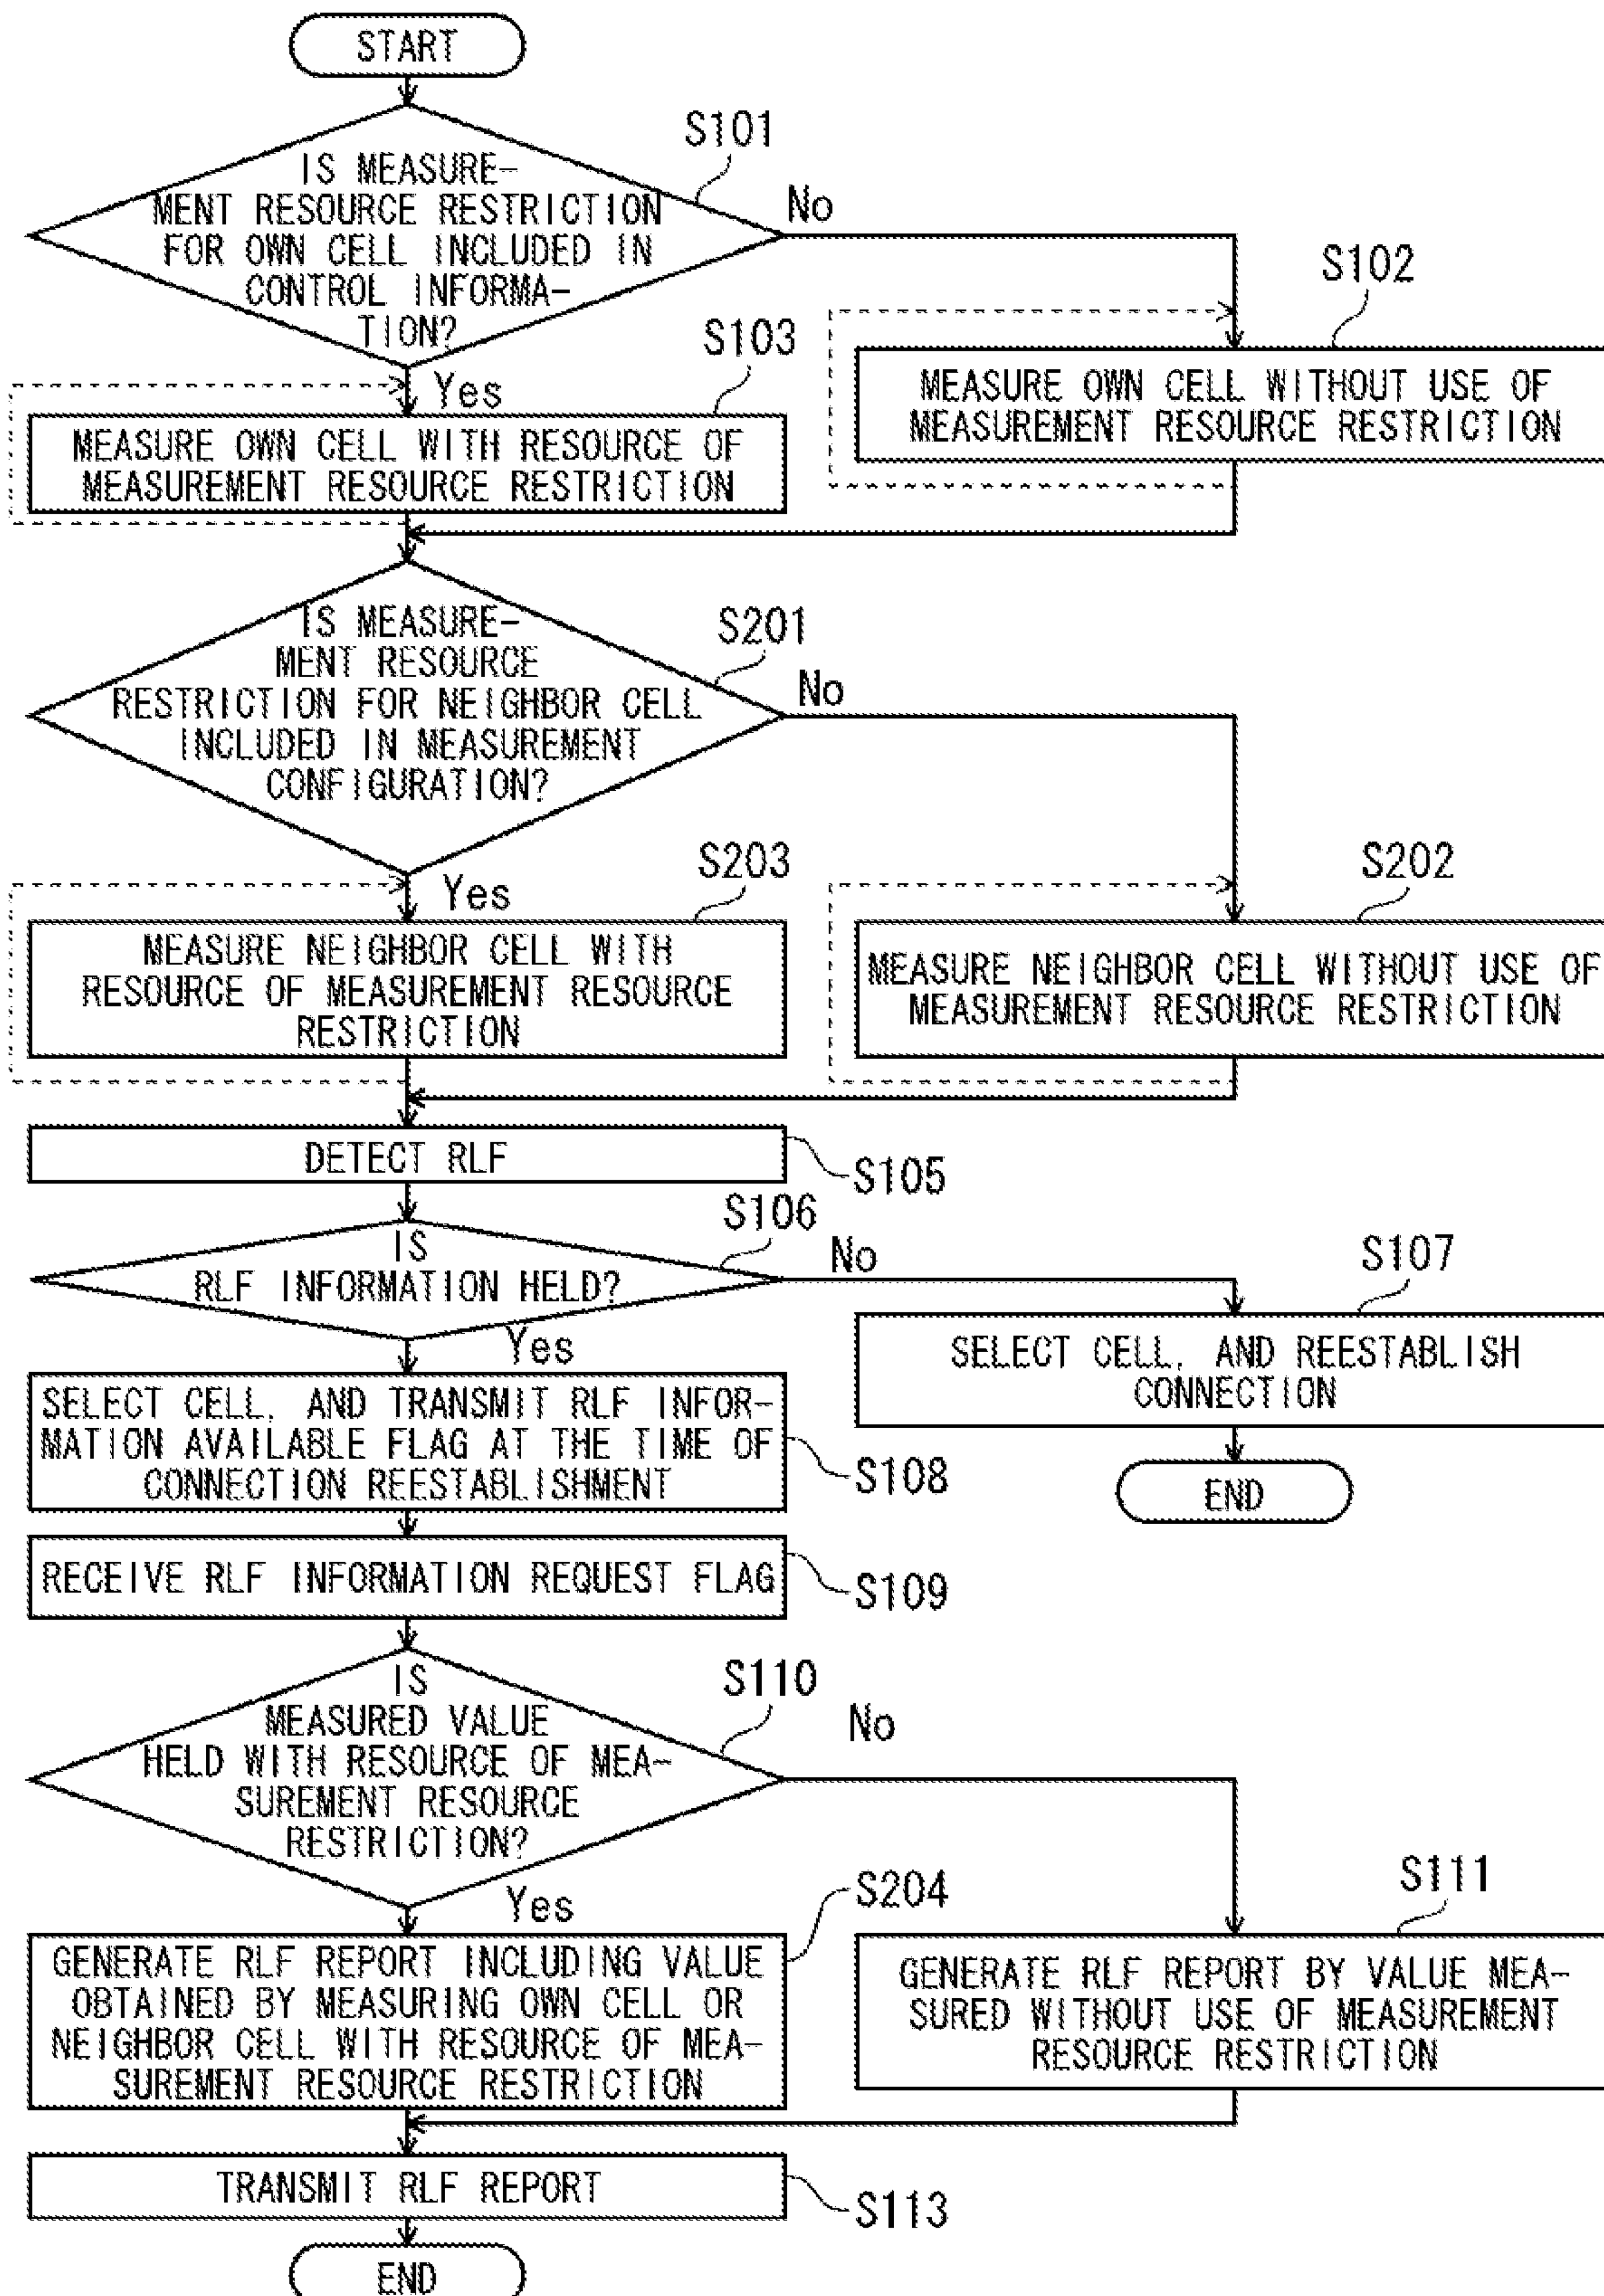 START
S101
IS MEASURE-
MENT RESOURCE RESTRICTION
FOR OWN CELL INCLUDED IN
CONTROL INFORMA-
TION?
No
Yes
S102
MEASURE OWN CELL WITHOUT USE OF
MEASUREMENT RESOURCE RESTRICTION
S103
MEASURE OWN CELL WITH RESOURCE OF
MEASUREMENT RESOURCE RESTRICTION
S201
IS MEASURE-
MENT RESOURCE
RESTRICTION FOR NEIGHBOR CELL
INCLUDED IN MEASUREMENT
CONFIGURATION?
No
Yes
S203
MEASURE NEIGHBOR CELL WITH
RESOURCE OF MEASUREMENT RESOURCE
RESTRICTION
S202
MEASURE NEIGHBOR CELL WITHOUT USE OF
MEASUREMENT RESOURCE RESTRICTION
DETECT RLF
S105
S106
IS
RLF INFORMATION HELD?
No
Yes
S107
SELECT CELL, AND REESTABLISH
CONNECTION
END
SELECT CELL, AND TRANSMIT RLF INFOR-
MATION AVAILABLE FLAG AT THE TIME OF
CONNECTION REESTABLISHMENT
S108
RECEIVE RLF INFORMATION REQUEST FLAG
S109
S110
IS
MEASURED VALUE
HELD WITH RESOURCE OF MEA-
SUREMENT RESOURCE
RESTRICTION?
No
Yes
S204
GENERATE RLF REPORT INCLUDING VALUE
OBTAINED BY MEASURING OWN CELL OR
NEIGHBOR CELL WITH RESOURCE OF MEA-
SUREMENT RESOURCE RESTRICTION
S111
GENERATE RLF REPORT BY VALUE MEA-
SURED WITHOUT USE OF MEASUREMENT
RESOURCE RESTRICTION
TRANSMIT RLF REPORT
S113
END